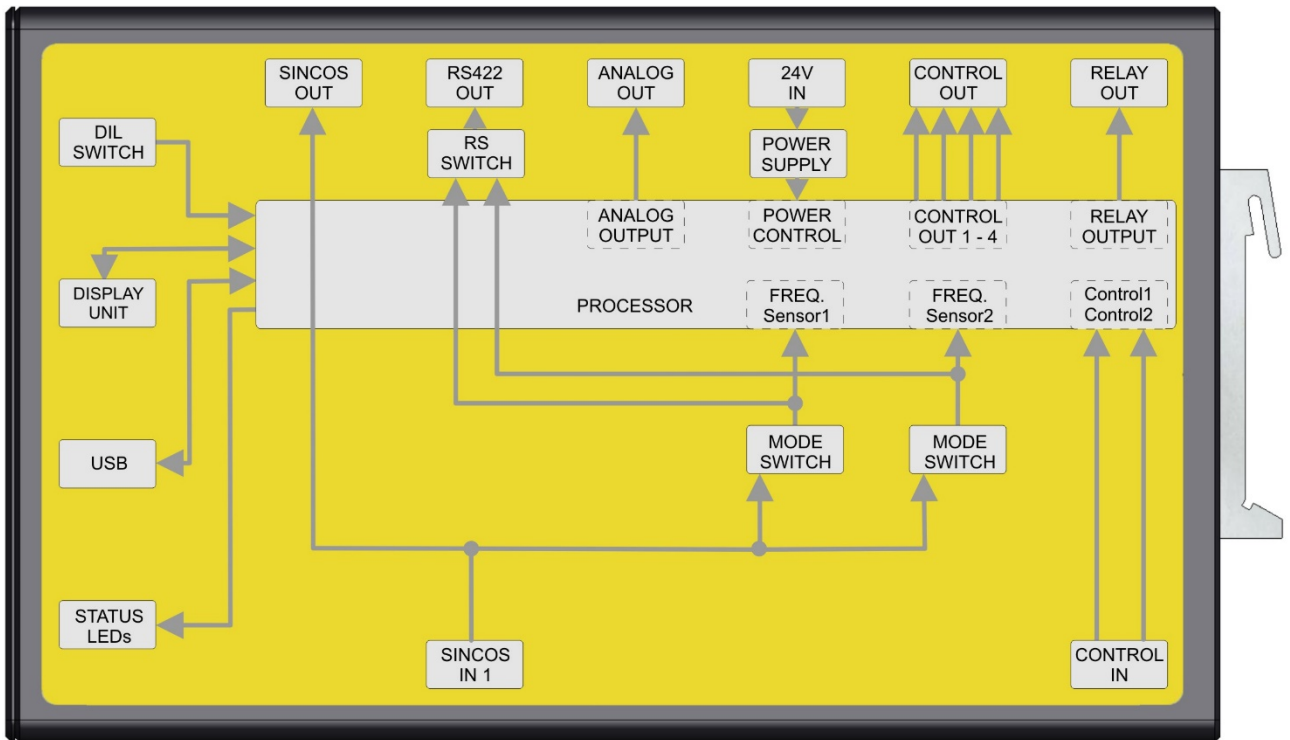 SINCOS
OUT
RS422
OUT
ANALOG
OUT
24V
IN
CONTROL
OUT
RELAY
OUT
DIL
SWITCH
RS
SWITCH
POWER
SUPPLY
ANALOG
OUTPUT
POWER
CONTROL
CONTROL
OUT 1 - 4
RELAY
OUTPUT
DISPLAY
UNIT
PROCESSOR
FREQ.
Sensor1
FREQ.
Sensor2
Control1
Control2
USB
MODE
SWITCH
MODE
SWITCH
STATUS
LEDs
SINCOS
IN 1
CONTROL
IN